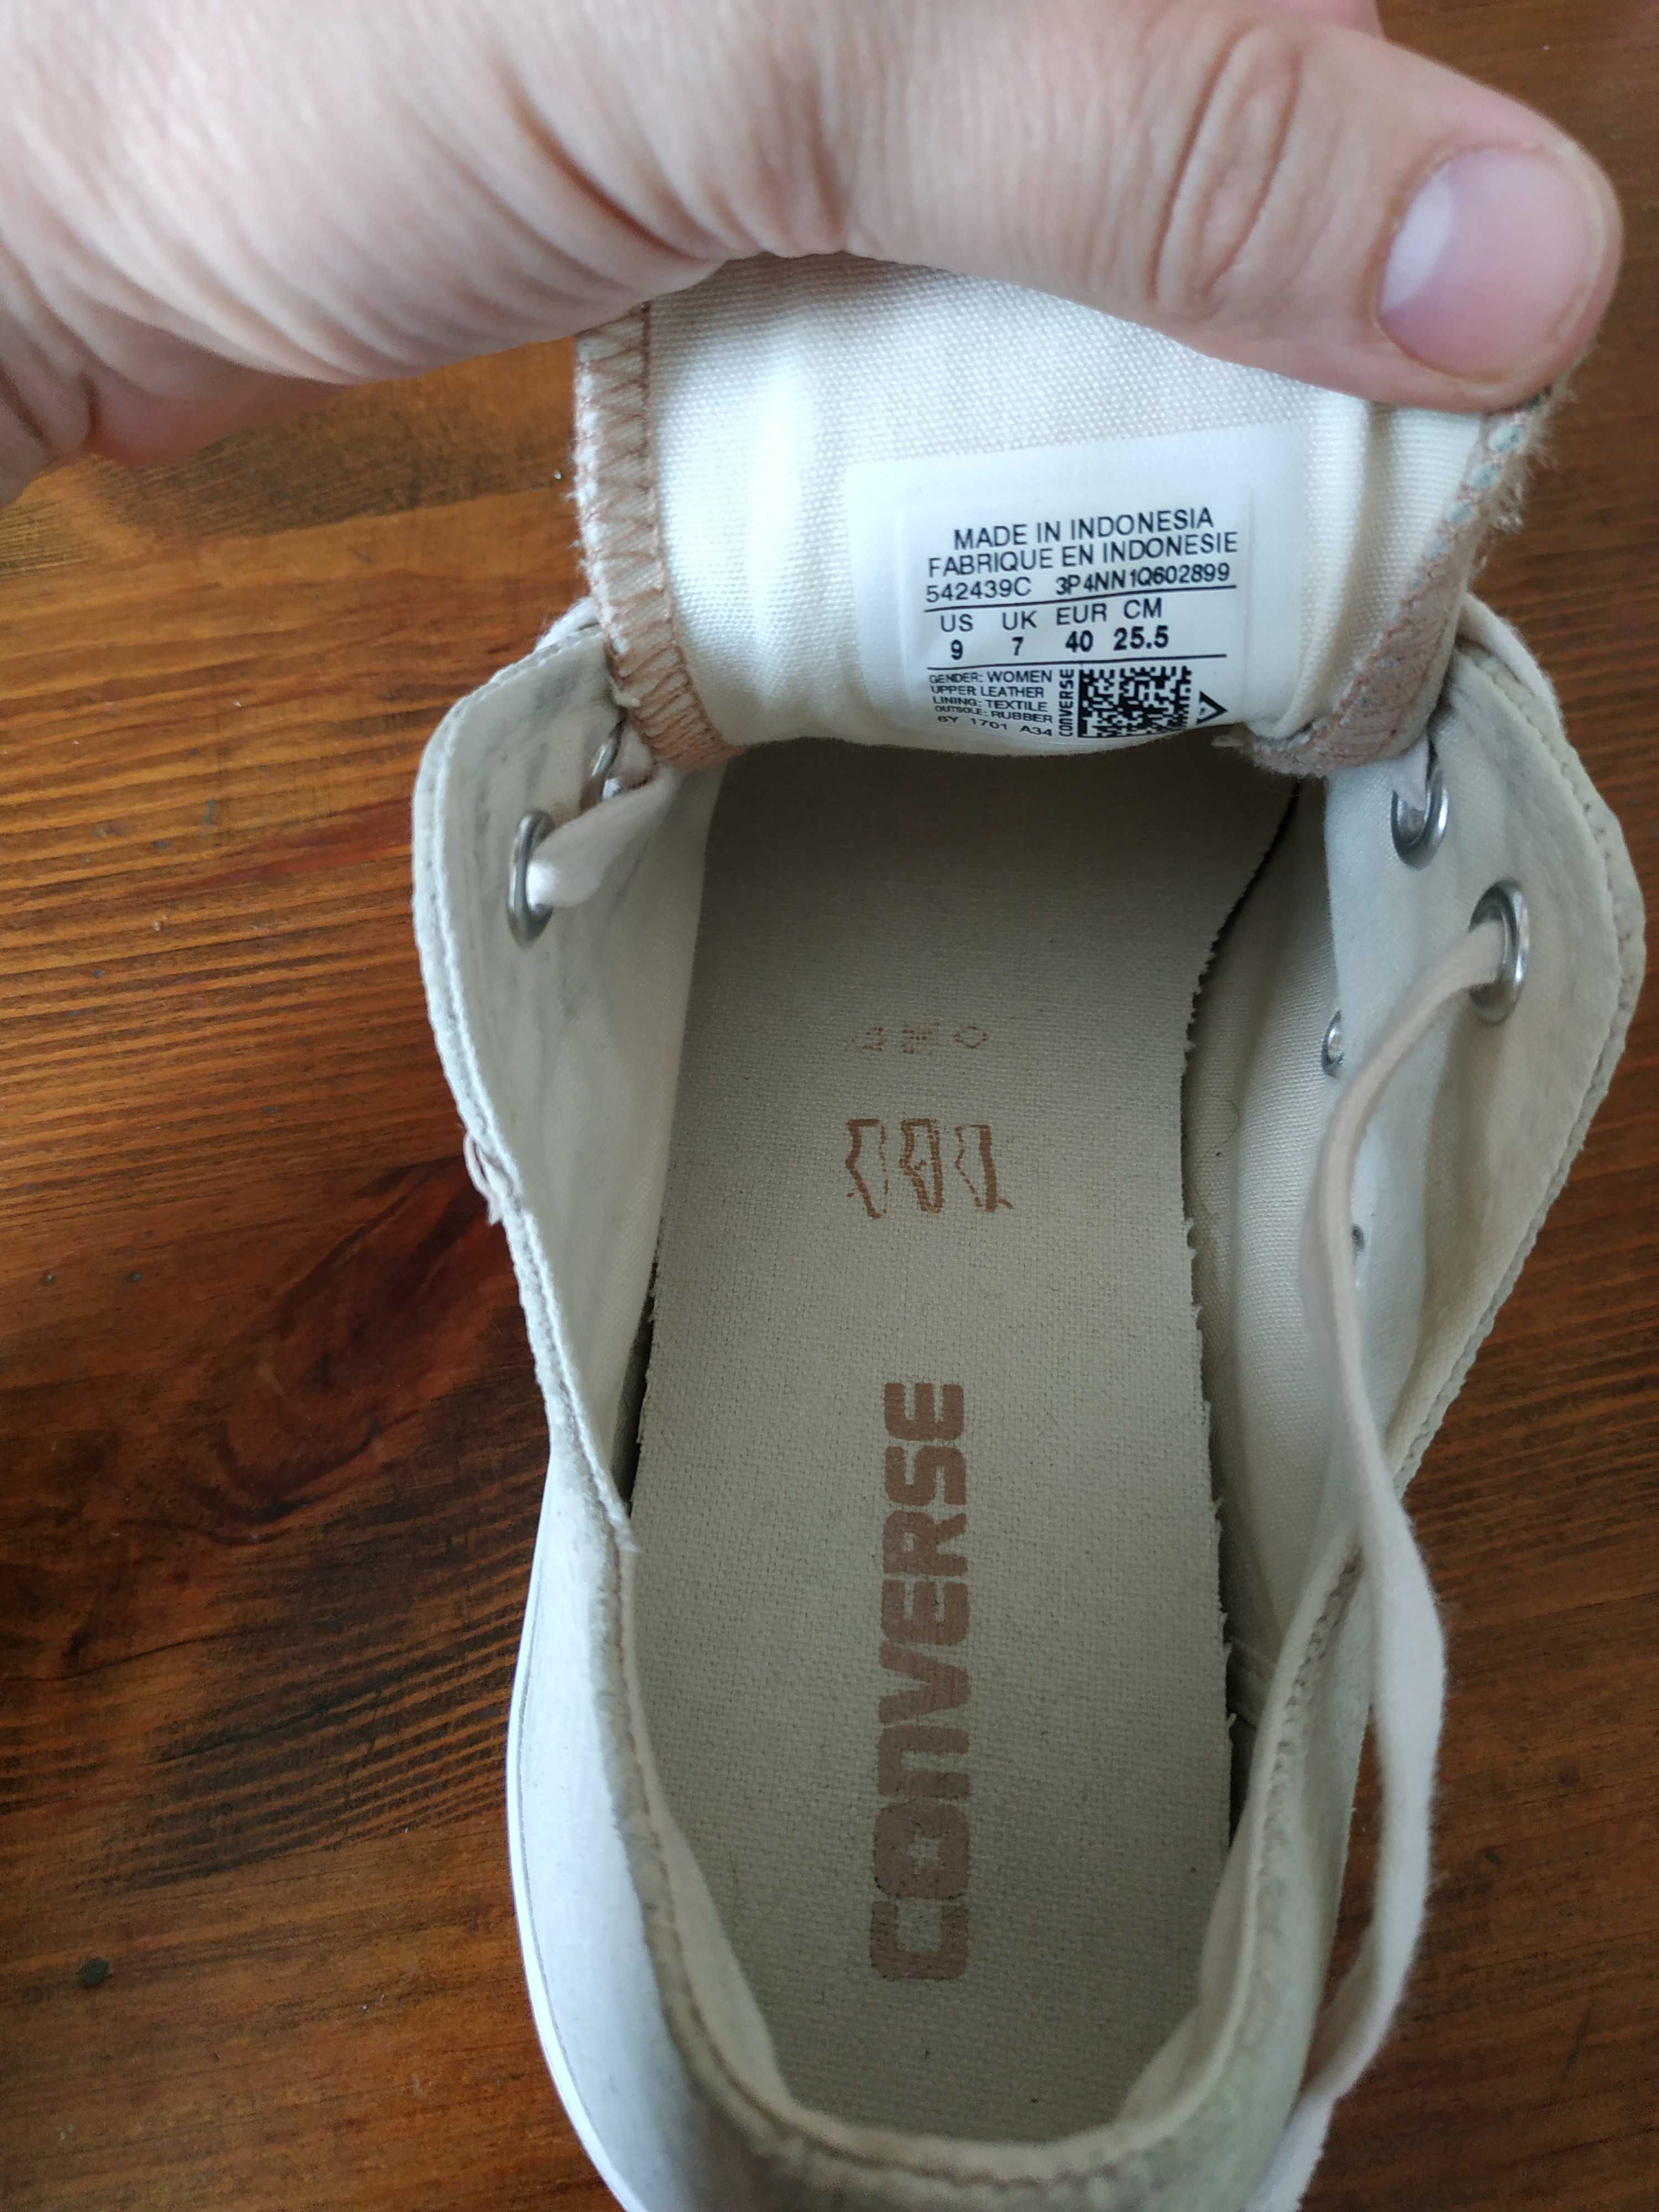 MADE IN INDONESIA
FABRIQUE EN INDONESIE
542439C 3P4NN1Q602899
US UK EUR CM
9 7 40 25.5
GENDER: WOMEN
UPPER LEATHER
LINING: TEXTILE
OUTSOLE: RUBBER
6Y 1701 A34
CONVERSE
CONVERSE